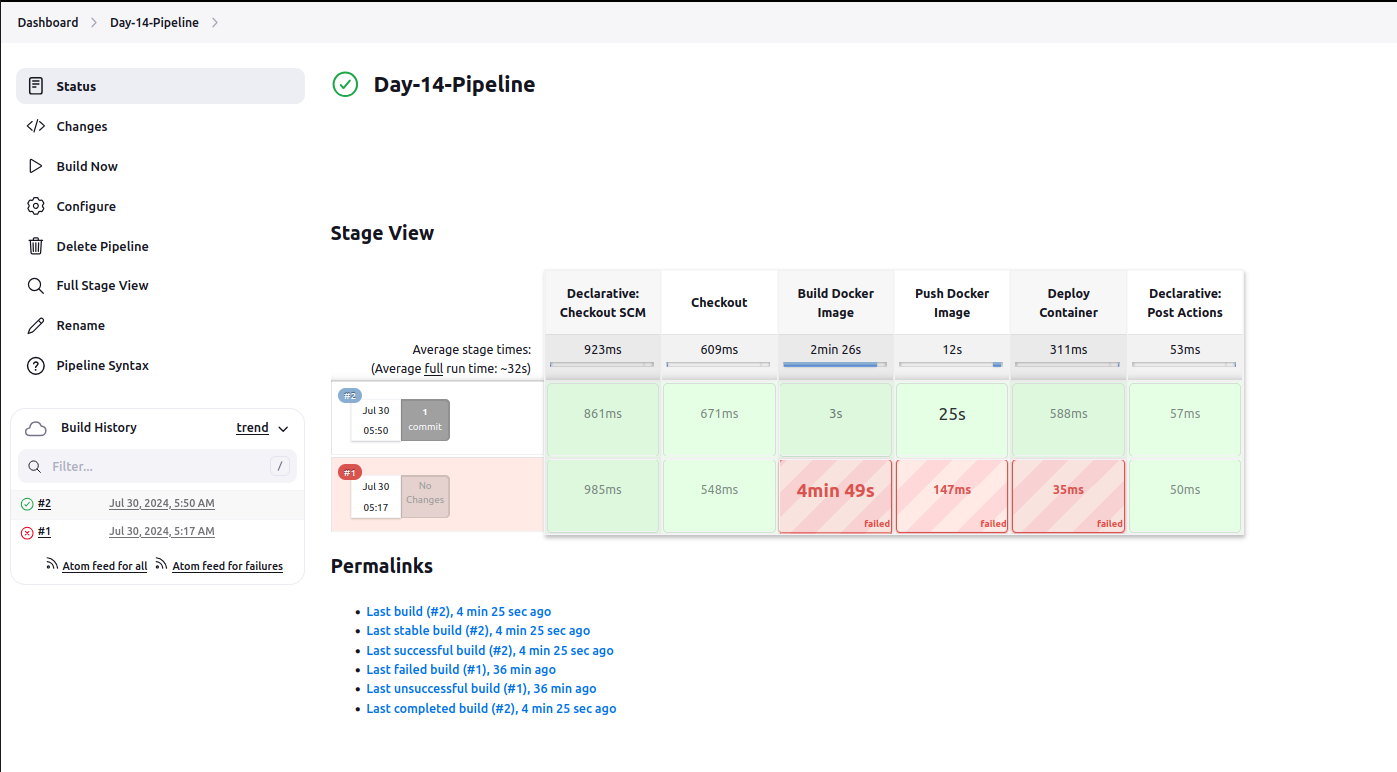 Dashboard
Day-14-Pipeline
Status
Changes
Build Now
Configure
Delete Pipeline
Full Stage View
Rename
Pipeline Syntax
Build History
trend
Filter...
/
#2
Jul 30, 2024, 5:50 AM
#1
Jul 30, 2024, 5:17 AM
Atom feed for all
Atom feed for failures
Day-14-Pipeline
Stage View
Declarative:
Checkout SCM
Checkout
Build Docker
Image
Push Docker
Image
Deploy
Container
Declarative:
Post Actions
Average stage times:
(Average full run time: ~32s)
923ms
609ms
2min 26s
12s
311ms
53ms
#2
Jul 30
05:50
1
commit
861ms
671ms
3s
25s
588ms
57ms
#1
Jul 30
05:17
No
Changes
985ms
548ms
4min 49s
failed
147ms
failed
35ms
failed
50ms
Permalinks
Last build (#2), 4 min 25 sec ago
Last stable build (#2), 4 min 25 sec ago
Last successful build (#2), 4 min 25 sec ago
Last failed build (#1), 36 min ago
Last unsuccessful build (#1), 36 min ago
Last completed build (#2), 4 min 25 sec ago